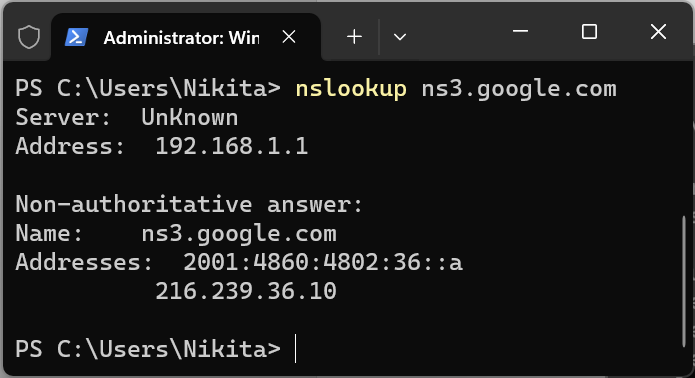 Administrator: Win
PS C:\Users\Nikita> nslookup ns3.google.com
Server:  UnKnown
Address:  192.168.1.1
Non-authoritative answer:
Name:    ns3.google.com
Addresses:  2001:4860:4802:36::a
          216.239.36.10
PS C:\Users\Nikita>